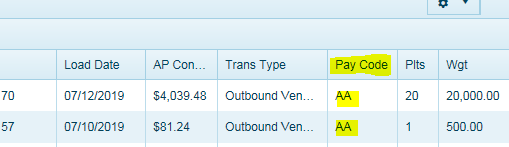 Load Date AP Con... Trans Type Pay Code Plts Wgt
70 07/12/2019 $4,039.48 Outbound Ven... AA 20 20,000.00
57 07/10/2019 $81.24 Outbound Ven... AA 1 500.00